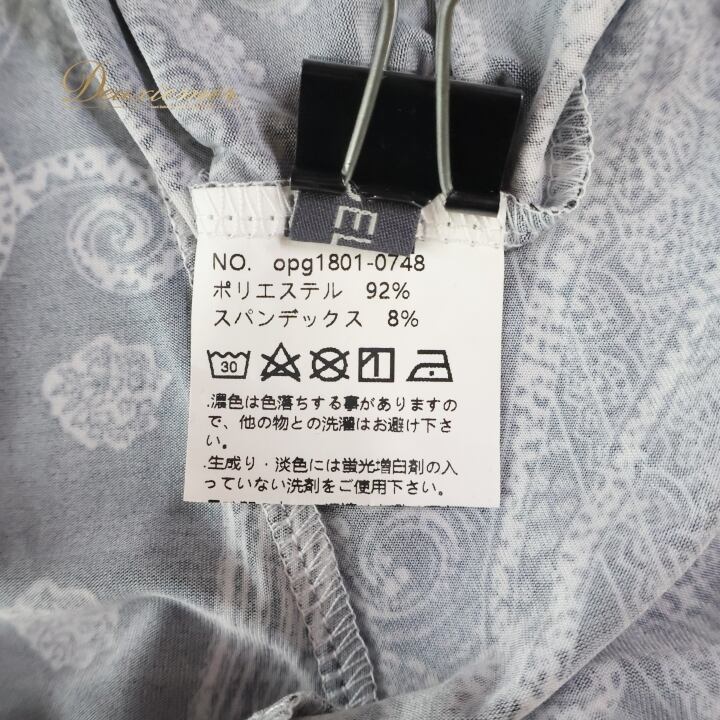 NO. opg1801-0748
ポリエステル 92%
スパンデックス 8%
30
.濃色は色落ちする事がありますの
で、他の物との洗濯はお避け下さ
い。
.生成り・淡色には蛍光増白剤の入
っていない洗剤をご使用下さい。